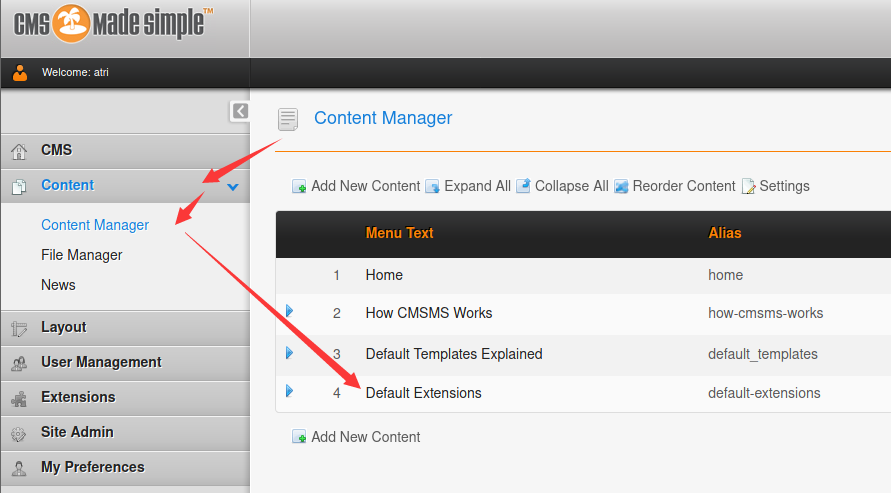 CMS Made Simple™
Welcome: atri
Content Manager
CMS
Content
Content Manager
File Manager
News
Layout
User Management
Extensions
Site Admin
My Preferences
Add New Content Expand All Collapse All Reorder Content Settings
Menu Text Alias
1 Home home
2 How CMSMS Works how-cmsms-works
3 Default Templates Explained default_templates
4 Default Extensions default-extensions
Add New Content